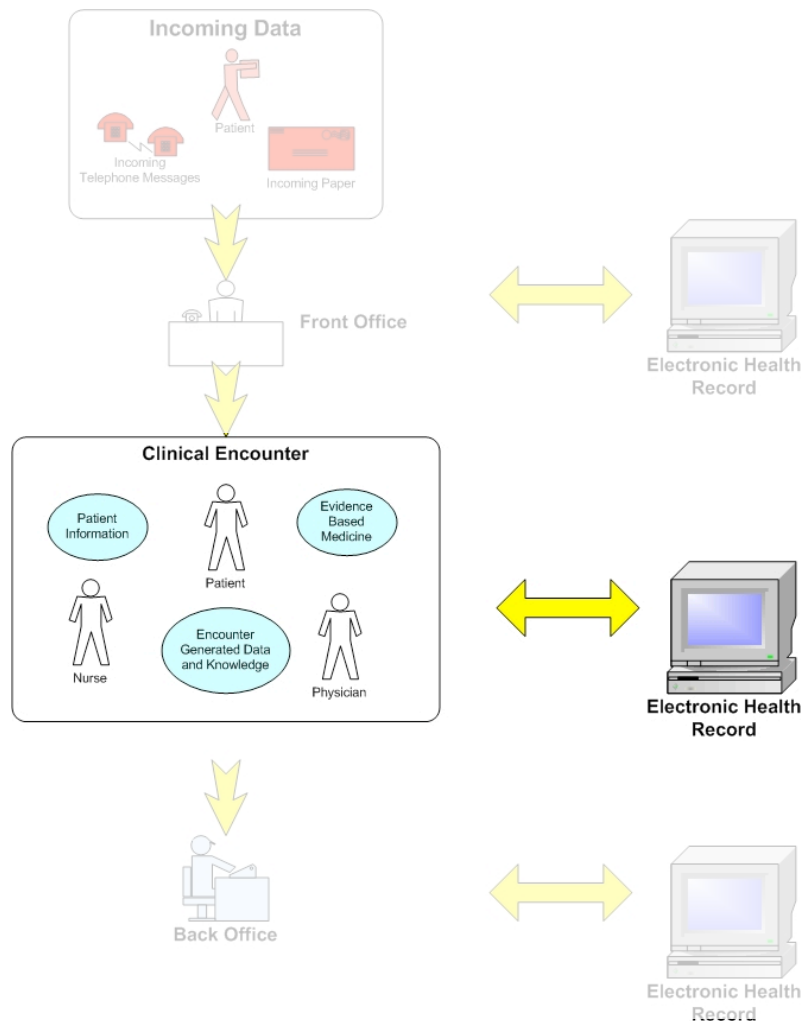 Incoming Data
Patient
Incoming
Telephone Messages
Incoming Paper
Front Office
Electronic Health
Record
Clinical Encounter
Patient
Information
Evidence
Based
Medicine
Patient
Encounter
Generated Data
and Knowledge
Nurse
Physician
Electronic Health
Record
Back Office
Electronic Health
Record